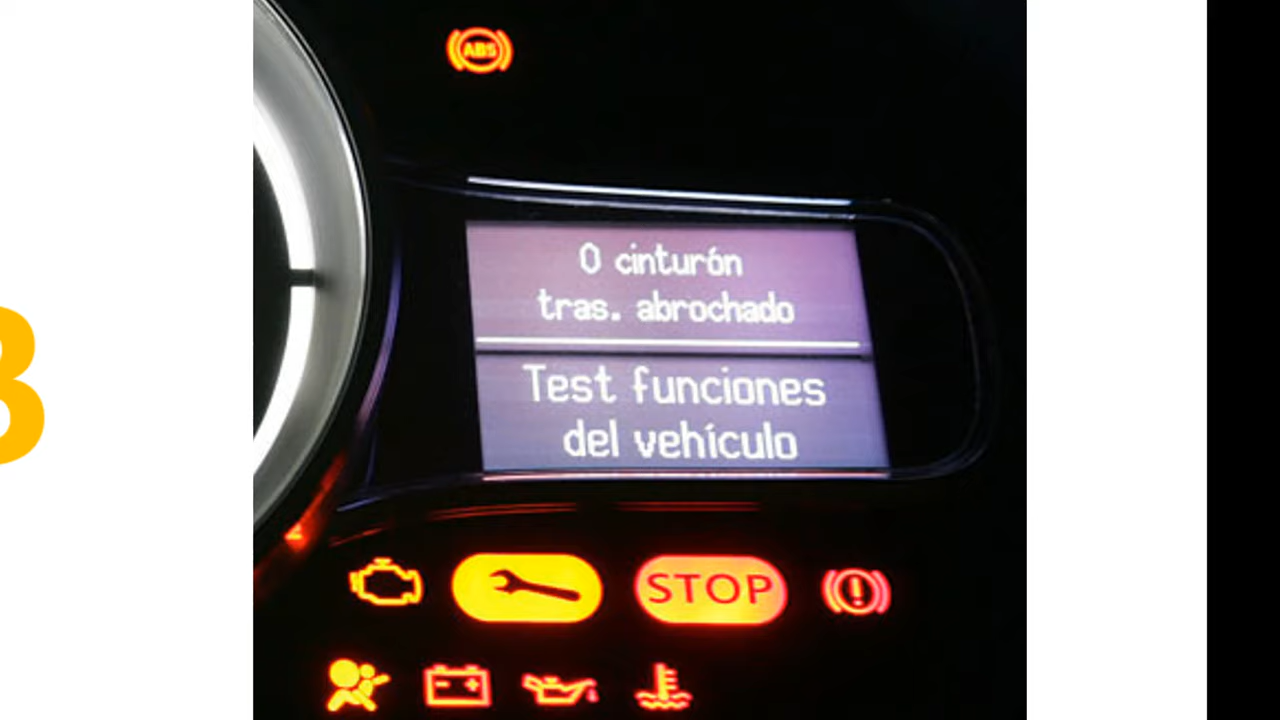 ABS
0 cinturón
tras. abrochado
Test funciones
del vehículo
STOP